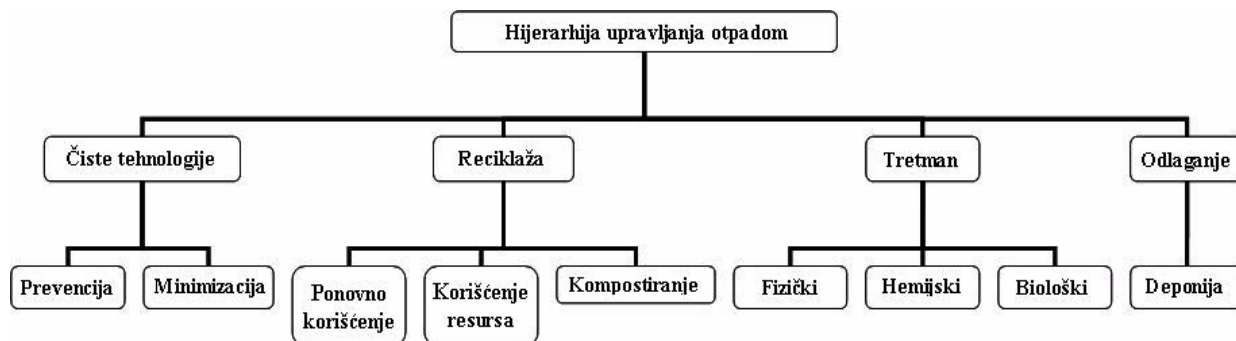 Hijerarhija upravljanja otpadom
Čiste tehnologije
Reciklaža
Tretman
Odlaganje
Prevencija
Minimizacija
Ponovno
korišćenje
Korišćenje
resursa
Kompostiranje
Fizički
Hemijski
Biološki
Deponija